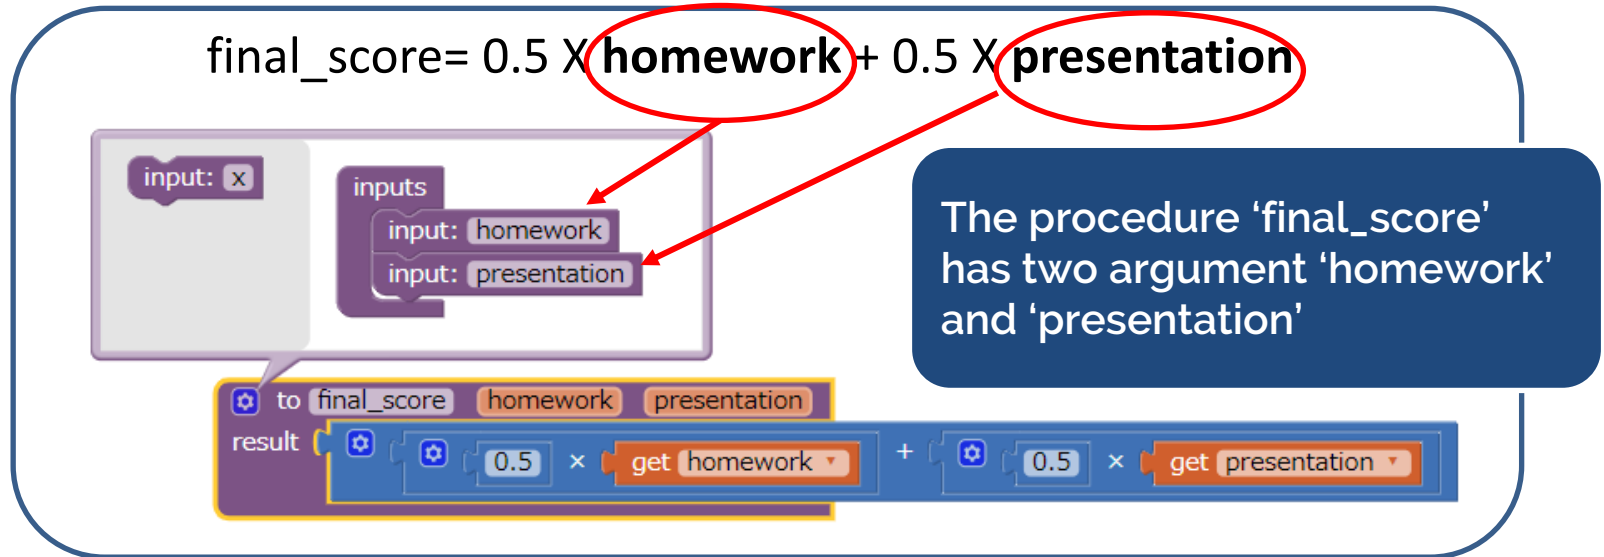 final_score= 0.5 X homework + 0.5 X presentation
input: x
inputs
input: homework
input: presentation
The procedure ‘final_score’
has two argument ‘homework’
and ‘presentation’
to final_score homework presentation
result 0.5 × get homework + 0.5 × get presentation